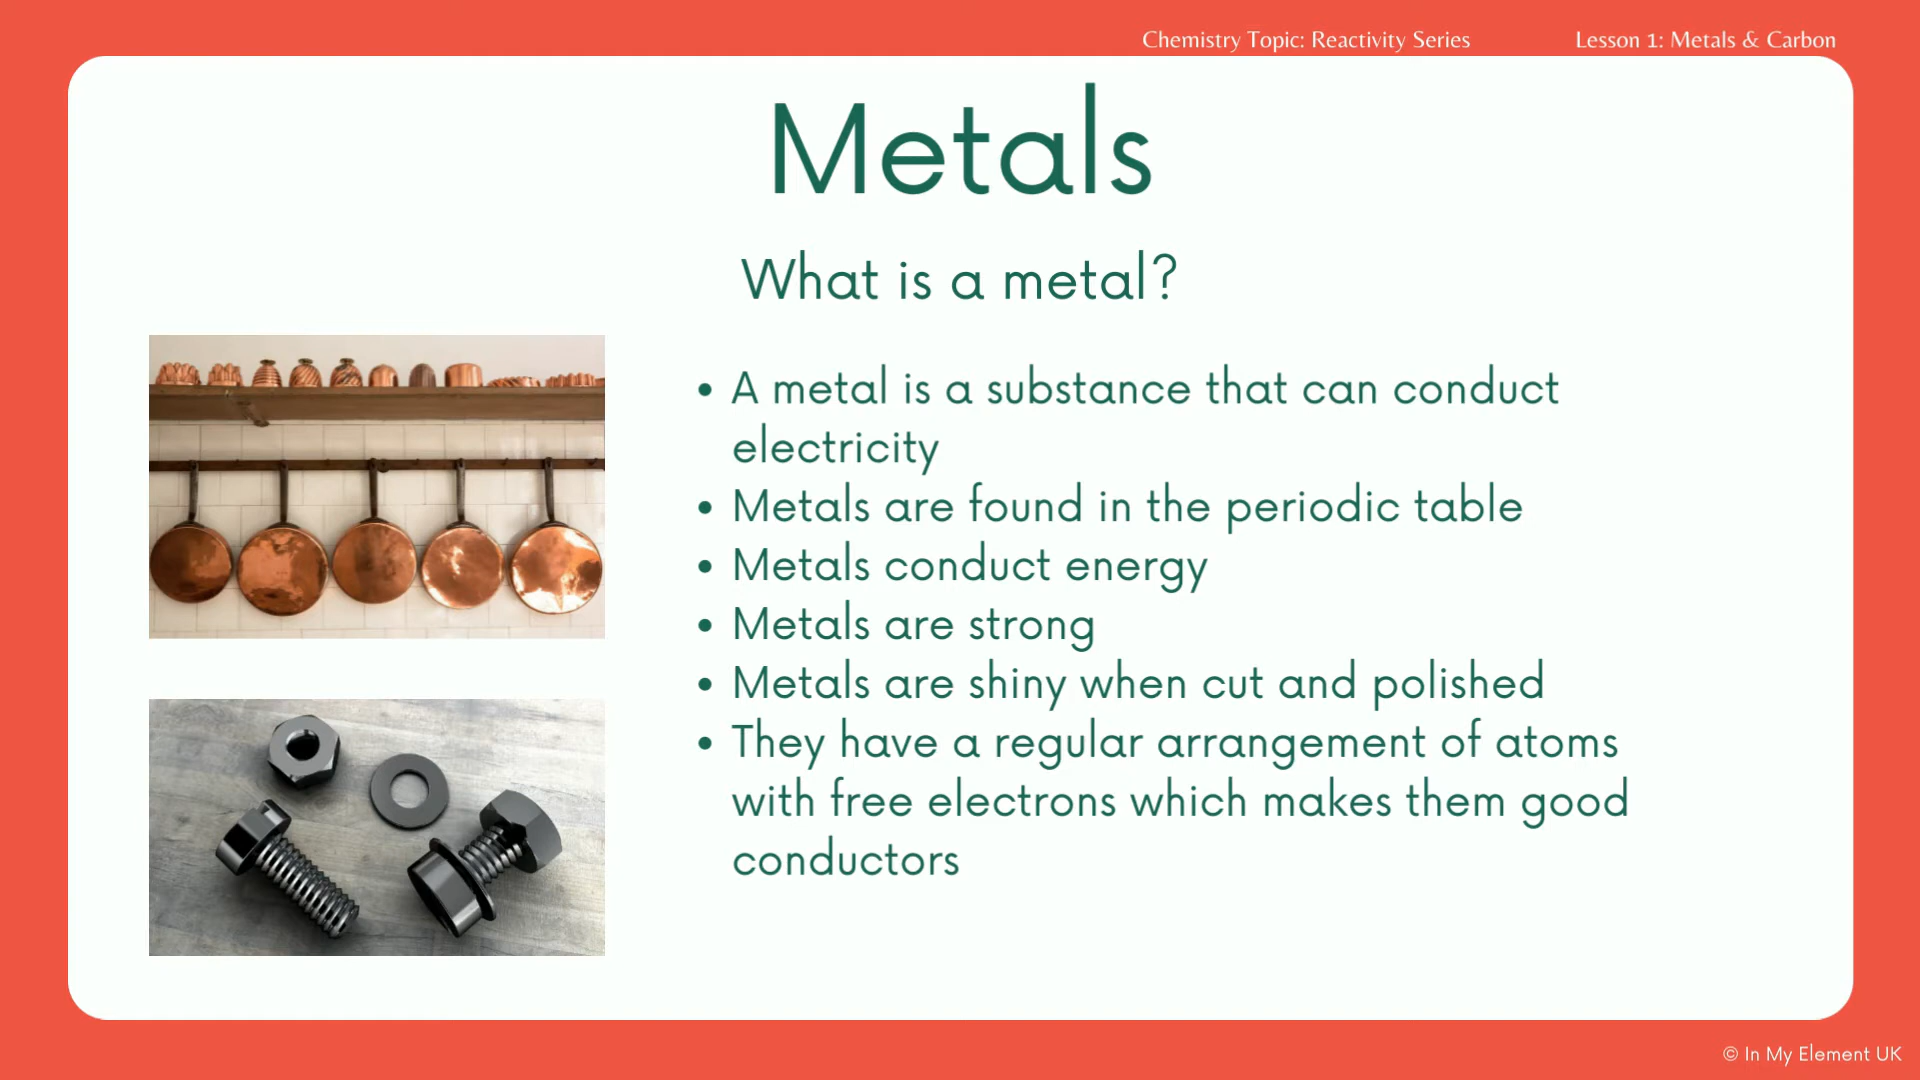 Chemistry Topic: Reactivity Series
Lesson 1: Metals & Carbon
Metals
What is a metal?
• A metal is a substance that can conduct
electricity
• Metals are found in the periodic table
• Metals conduct energy
• Metals are strong
• Metals are shiny when cut and polished
• They have a regular arrangement of atoms
with free electrons which makes them good
conductors
© In My Element UK